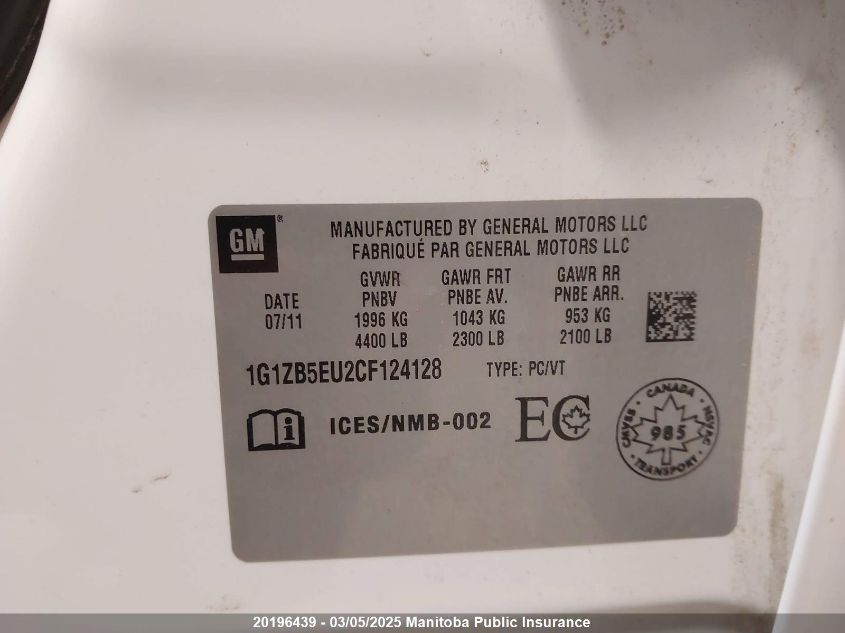 GM ®
MANUFACTURED BY GENERAL MOTORS LLC
FABRIQUÉ PAR GENERAL MOTORS LLC
GVWR GAWR FRT GAWR RR
DATE PNBV PNBE AV. PNBE ARR.
07/11 1996 KG 1043 KG 953 KG
4400 LB 2300 LB 2100 LB
1G1ZB5EU2CF124128 TYPE: PC/VT
i ICES/NMB-002 EC
CANADA
CMVSS 985 NSVAC
TRANSPORT
20196439 - 03/05/2025 Manitoba Public Insurance